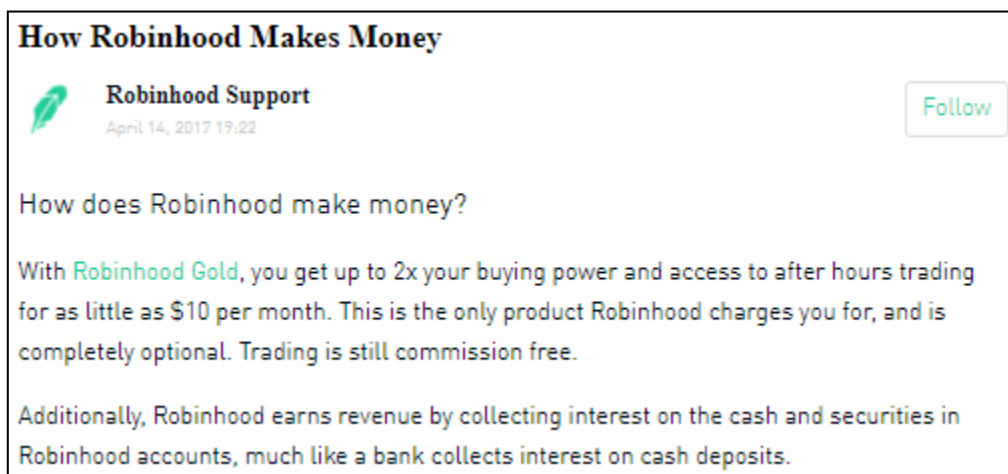 How Robinhood Makes Money
Robinhood Support
April 14, 2017 19:22
Follow
How does Robinhood make money?
With Robinhood Gold, you get up to 2x your buying power and access to after hours trading
for as little as $10 per month. This is the only product Robinhood charges you for, and is
completely optional. Trading is still commission free.
Additionally, Robinhood earns revenue by collecting interest on the cash and securities in
Robinhood accounts, much like a bank collects interest on cash deposits.